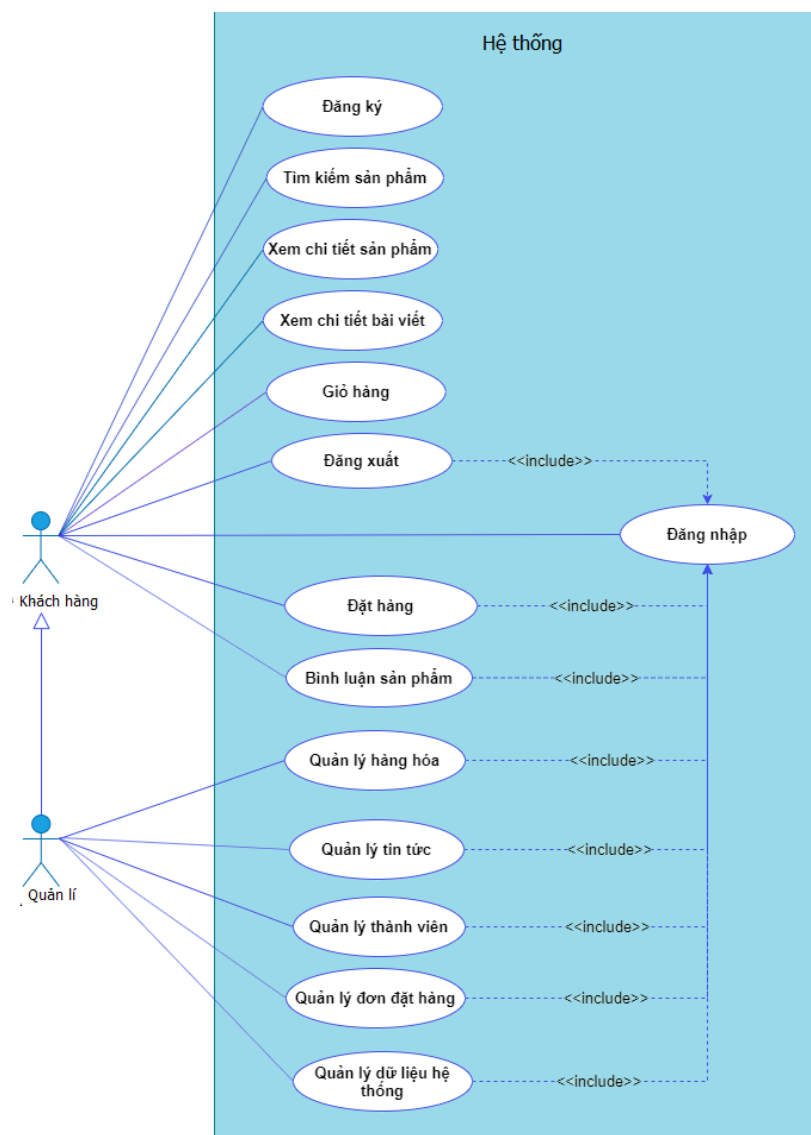 Hệ thống
Đăng ký
Tìm kiếm sản phẩm
Xem chi tiết sản phẩm
Xem chi tiết bài viết
Giỏ hàng
Đăng xuất
<<include>>
Đăng nhập
Khách hàng
Đặt hàng
<<include>>
Bình luận sản phẩm
<<include>>
Quản lý hàng hóa
<<include>>
Quản lý tin tức
<<include>>
Quản lí
Quản lý thành viên
<<include>>
Quản lý đơn đặt hàng
<<include>>
Quản lý dữ liệu hệ
thống
<<include>>